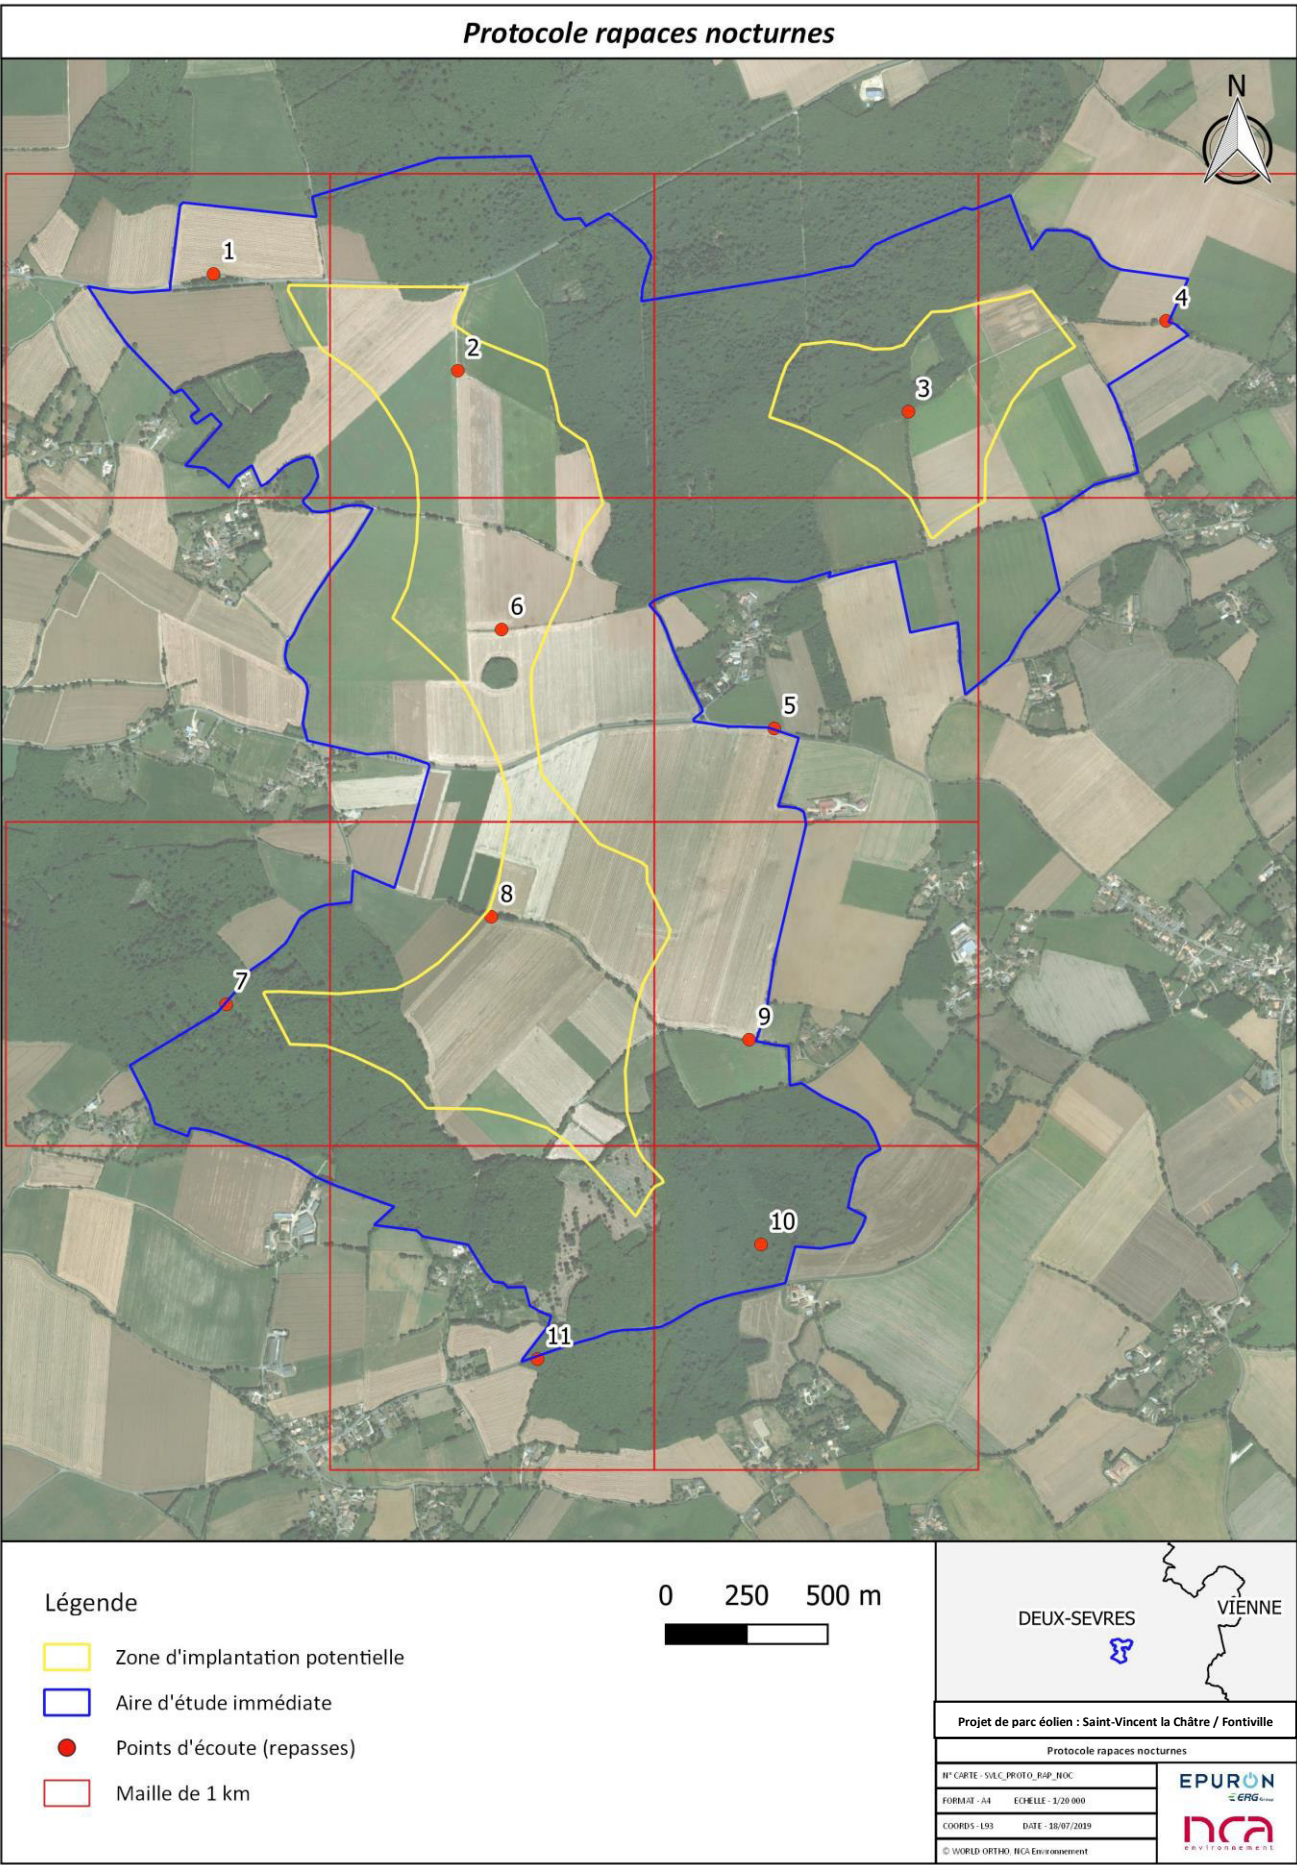 Protocole rapaces nocturnes
N
1
2
3
4
5
6
7
8
9
10
11
Légende
Zone d'implantation potentielle
Aire d'étude immédiate
Points d'écoute (repasses)
Maille de 1 km
0 250 500 m
DEUX-SEVRES
VIENNE
Projet de parc éolien : Saint-Vincent la Châtre / Fontiville
Protocole rapaces nocturnes
N° CARTE - SVLC_PROTO_RAP_NOC
FORMAT - A4 ECHELLE - 1/20 000
COORDS - L93 DATE - 18/07/2019
© WORLD ORTHO, NCA Environnement
EPURON
ERG Group
nca
environnement